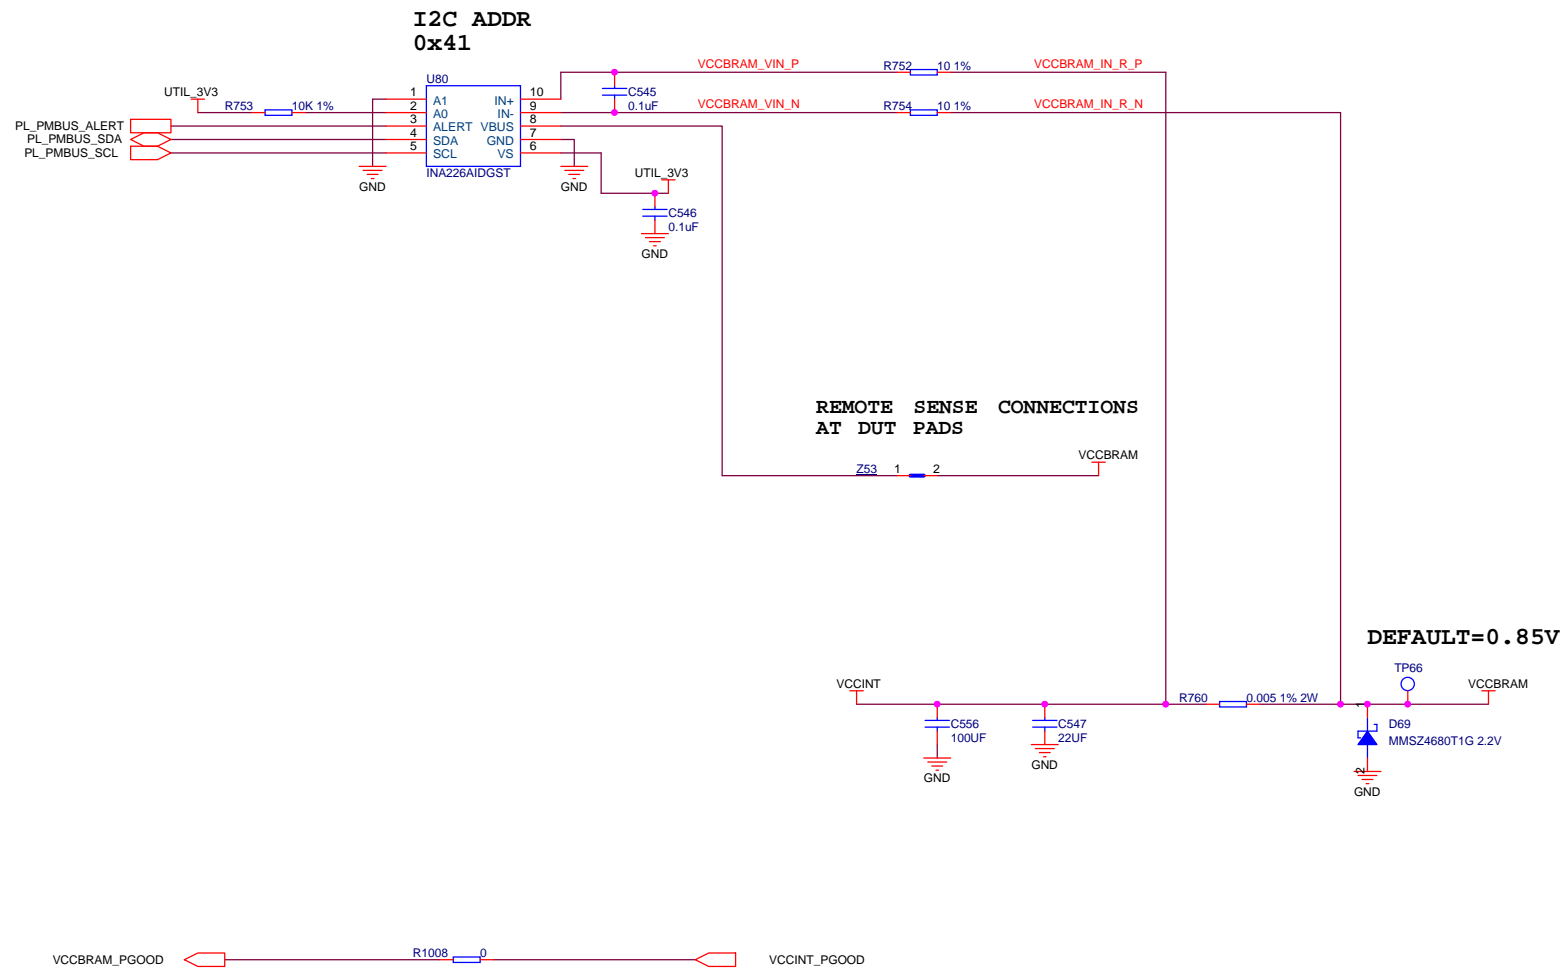 I2C ADDR
0x41
U80
UTIL_3V3
R753 10K 1%
PL_PMBUS_ALERT
PL_PMBUS_SDA
PL_PMBUS_SCL
1 A1 IN+ 10
2 A0 IN- 9
3 ALERT VBUS 8
4 SDA GND 7
5 SCL VS 6
INA226AIDGST
GND
GND
C545
0.1uF
VCCBRAM_VIN_P R752 10 1% VCCBRAM_IN_R_P
VCCBRAM_VIN_N R754 10 1% VCCBRAM_IN_R_N
UTIL_3V3
C546
0.1uF
GND
REMOTE SENSE CONNECTIONS
AT DUT PADS
Z53 1 2 VCCBRAM
DEFAULT=0.85V
TP66
VCCINT
R760 0.005 1% 2W
VCCBRAM
C556
100UF
GND
C547
22UF
GND
1
D69
MMSZ4680T1G 2.2V
2
GND
VCCBRAM_PGOOD R1008 0 VCCINT_PGOOD